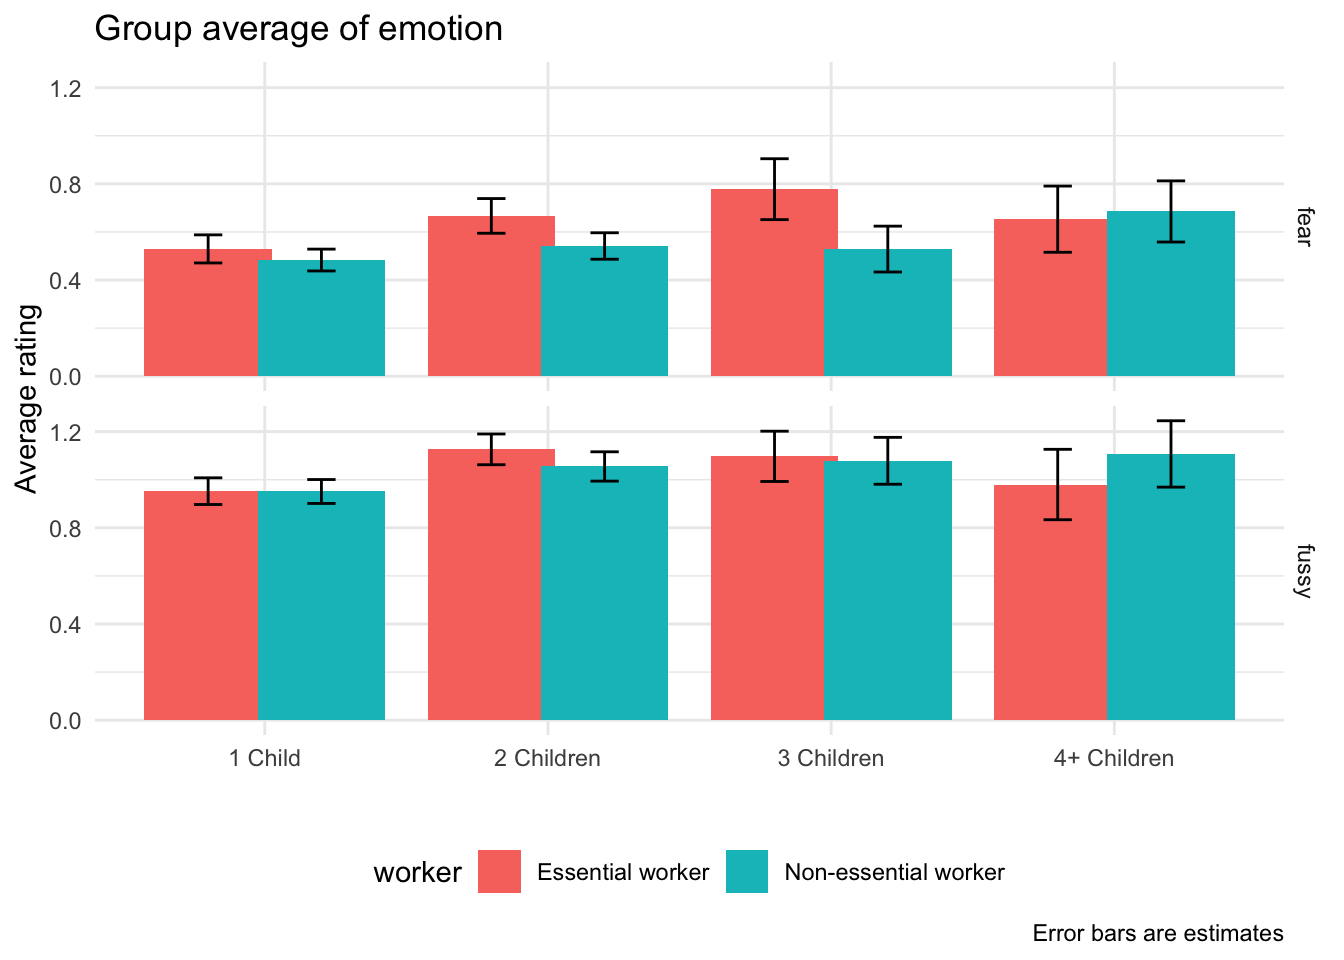 Group average of emotion
Average rating
1.2
0.8
0.4
0.0
fear
1.2
0.8
0.4
0.0
fussy
1 Child
2 Children
3 Children
4+ Children
worker
Essential worker
Non-essential worker
Error bars are estimates